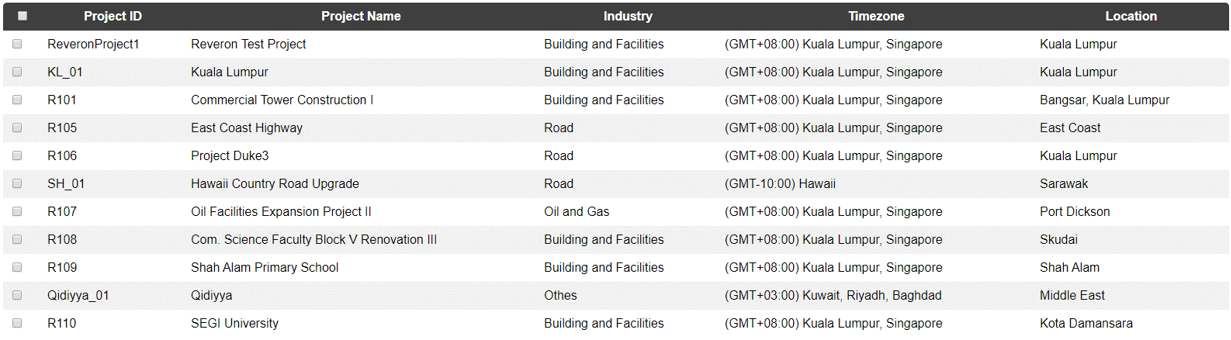 Project ID Project Name Industry Timezone Location
ReveronProject1 Reveron Test Project Building and Facilities (GMT+08:00) Kuala Lumpur, Singapore Kuala Lumpur
KL_01 Kuala Lumpur Building and Facilities (GMT+08:00) Kuala Lumpur, Singapore Kuala Lumpur
R101 Commercial Tower Construction I Building and Facilities (GMT+08:00) Kuala Lumpur, Singapore Bangsar, Kuala Lumpur
R105 East Coast Highway Road (GMT+08:00) Kuala Lumpur, Singapore East Coast
R106 Project Duke3 Road (GMT+08:00) Kuala Lumpur, Singapore Kuala Lumpur
SH_01 Hawaii Country Road Upgrade Road (GMT-10:00) Hawaii Sarawak
R107 Oil Facilities Expansion Project II Oil and Gas (GMT+08:00) Kuala Lumpur, Singapore Port Dickson
R108 Com. Science Faculty Block V Renovation III Building and Facilities (GMT+08:00) Kuala Lumpur, Singapore Skudai
R109 Shah Alam Primary School Building and Facilities (GMT+08:00) Kuala Lumpur, Singapore Shah Alam
Qidiyya_01 Qidiyya Othes (GMT+03:00) Kuwait, Riyadh, Baghdad Middle East
R110 SEGI University Building and Facilities (GMT+08:00) Kuala Lumpur, Singapore Kota Damansara